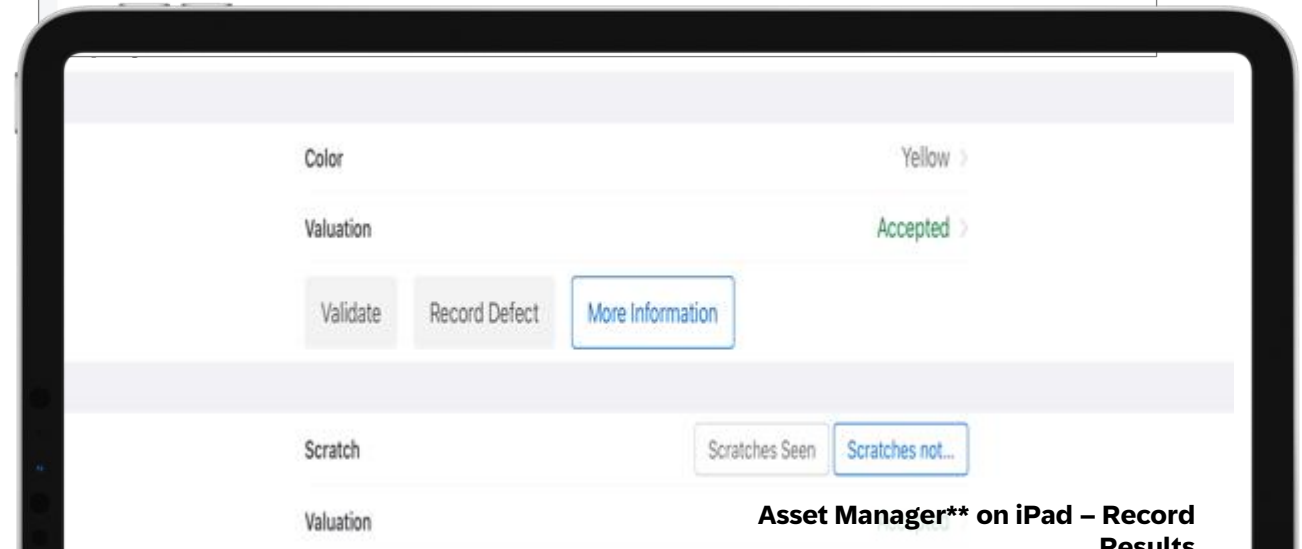 Color Yellow
Valuation Accepted
Validate Record Defect More Information
Scratch Scratches Seen Scratches not...
Valuation
Asset Manager** on iPad – Record
Results